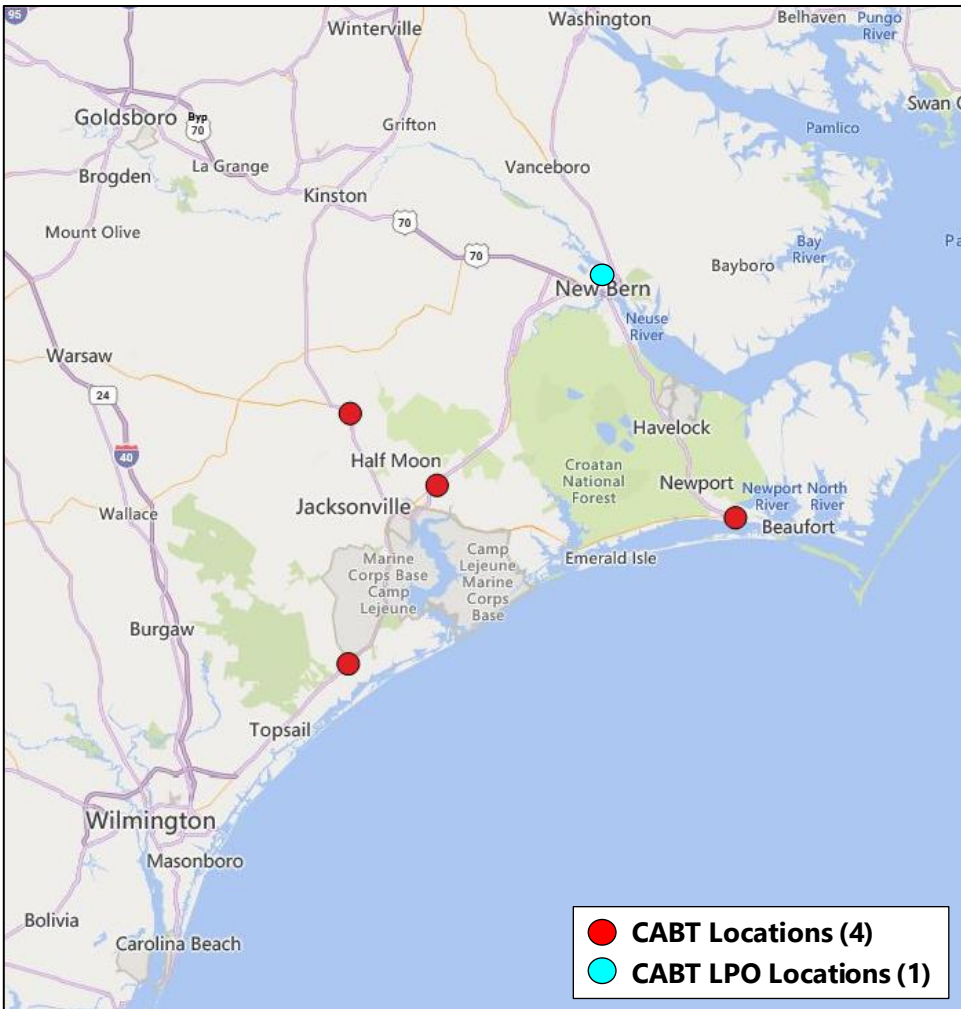 95
Washington
Belhaven
Pungo
River
Winterville
Goldsboro
Byp
70
Grifton
Pamlico
Swan
La Grange
Vanceboro
Brogden
Kinston
Mount Olive
70
70
Bay
River
Pa
Bayboro
New Bern
Neuse
River
Warsaw
24
Havelock
Half Moon
40
Croatan
National
Forest
Newport
Jacksonville
Newport North
River River
Wallace
Beaufort
Marine
Corps Base
Camp
Lejeune
Camp
Lejeune
Marine
Corps
Base
Emerald Isle
Burgaw
Topsail
Wilmington
Masonboro
Bolivia
Carolina Beach
CABT Locations (4)
CABT LPO Locations (1)